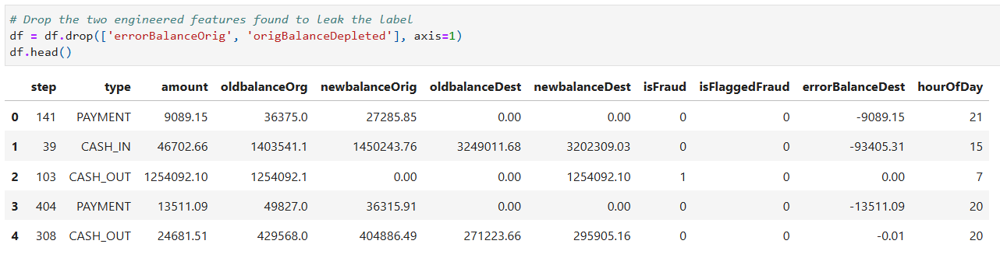 # Drop the two engineered features found to leak the label
df = df.drop(['errorBalanceOrig', 'origBalanceDepleted'], axis=1)
df.head()
step type amount oldbalanceOrg newbalanceOrig oldbalanceDest newbalanceDest isFraud isFlaggedFraud errorBalanceDest hourOfDay
0 141 PAYMENT 9089.15 36375.0 27285.85 0.00 0.00 0 0 -9089.15 21
1 39 CASH_IN 46702.66 1403541.1 1450243.76 3249011.68 3202309.03 0 0 -93405.31 15
2 103 CASH_OUT 1254092.10 1254092.1 0.00 0.00 1254092.10 1 0 0.00 7
3 404 PAYMENT 13511.09 49827.0 36315.91 0.00 0.00 0 0 -13511.09 20
4 308 CASH_OUT 24681.51 429568.0 404886.49 271223.66 295905.16 0 0 -0.01 20